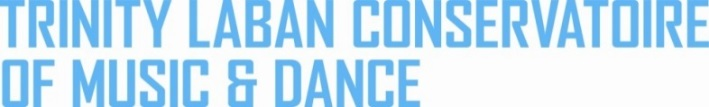 TRINITY LABAN CONSERVATOIRE
OF MUSIC & DANCE